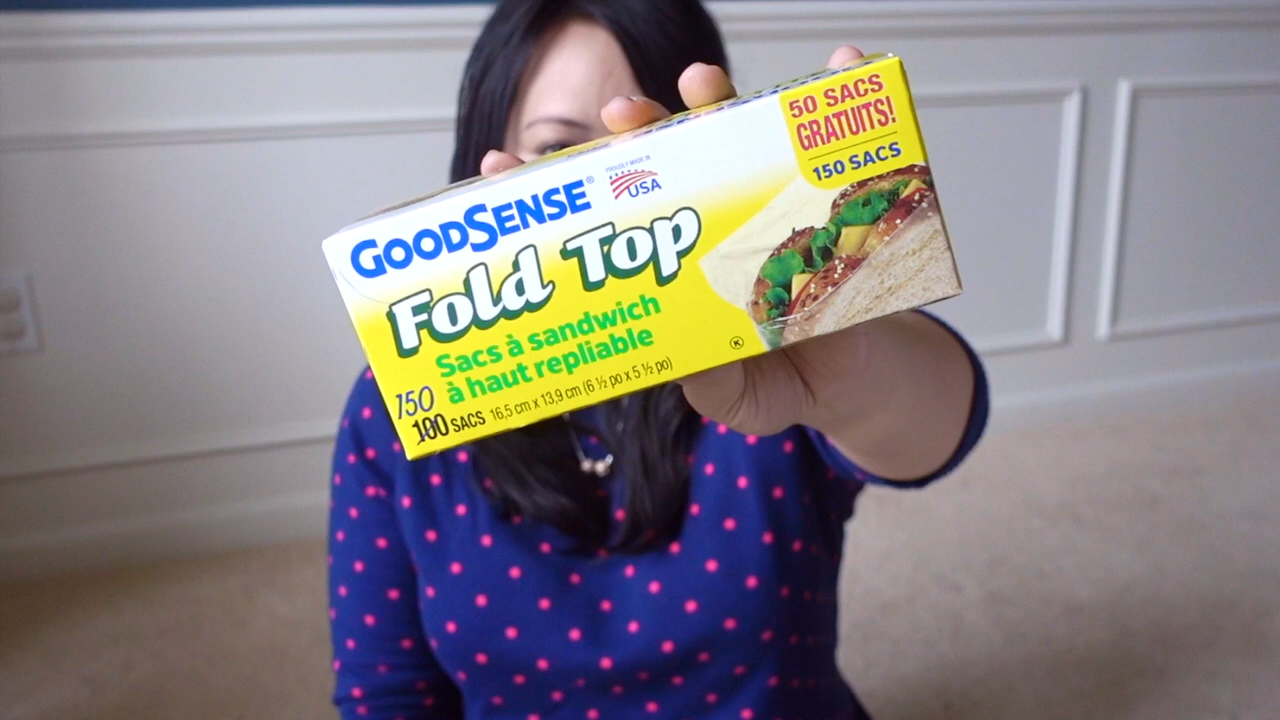 50 SACS
GRATUITS!
150 SACS
PROUDLY MADE IN
USA
GOODSENSE®
Fold Top
Sacs à sandwich
à haut repliable
150
100 SACS 16,5 cm x 13,9 cm (6 ½ po x 5 ½ po)
K